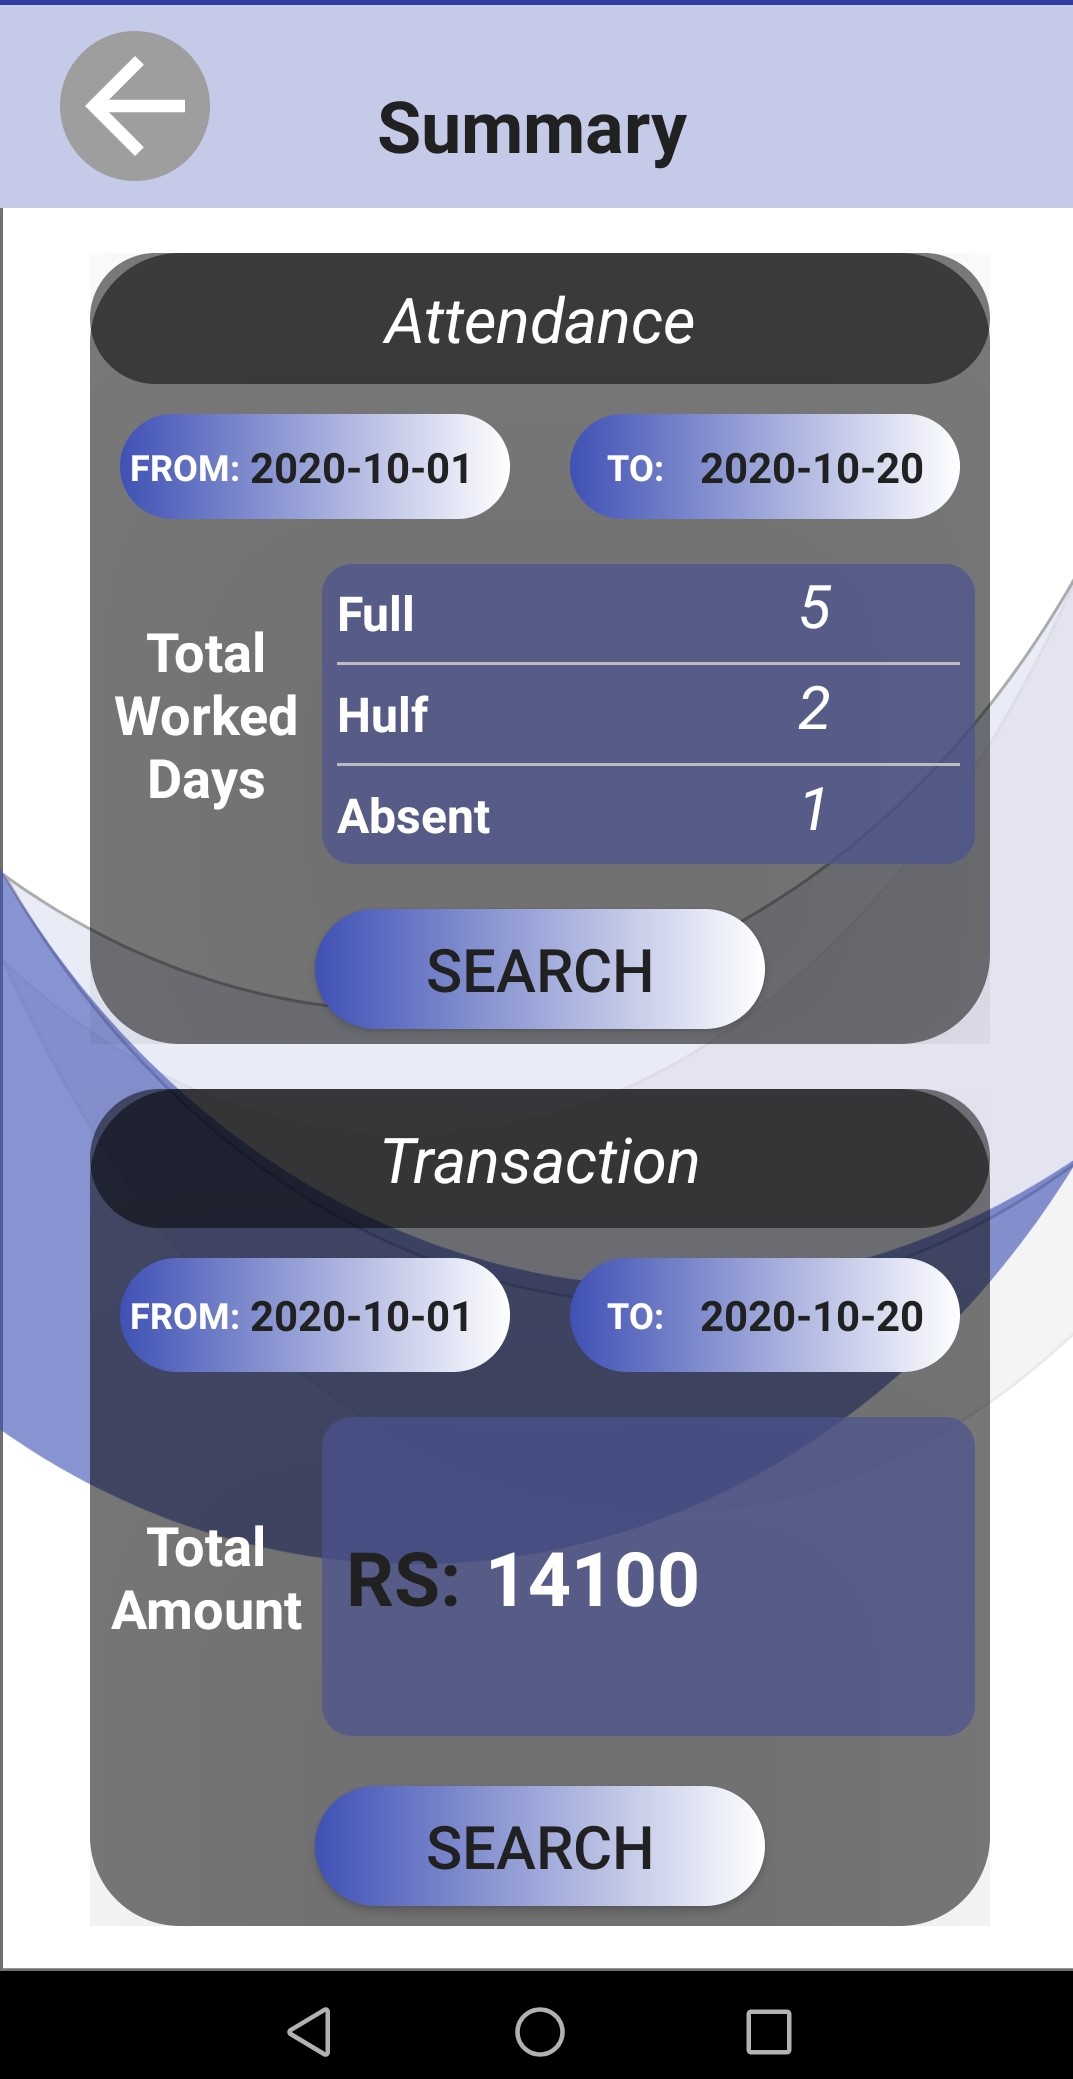 Summary
Attendance
FROM: 2020-10-01 TO: 2020-10-20
Total
Worked
Days
Full 5
Hulf 2
Absent 1
SEARCH
Transaction
FROM: 2020-10-01 TO: 2020-10-20
Total
Amount
RS: 14100
SEARCH